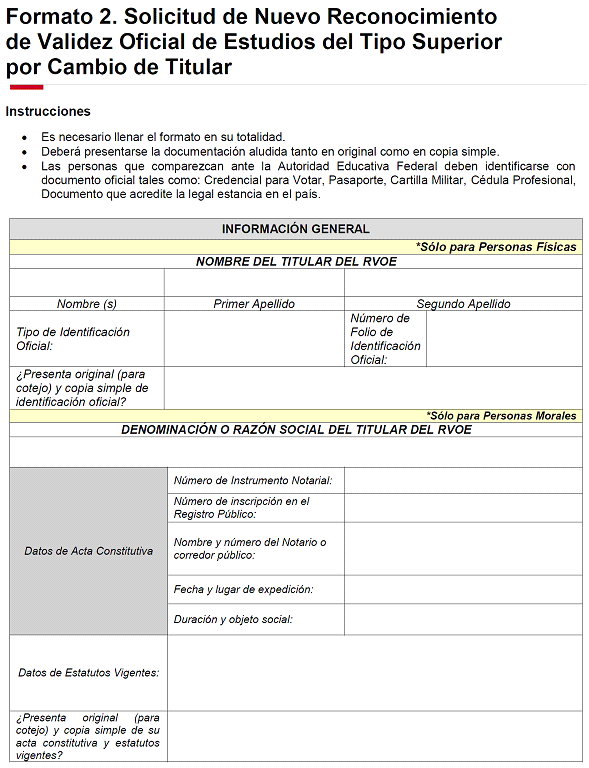 Formato 2. Solicitud de Nuevo Reconocimiento
de Validez Oficial de Estudios del Tipo Superior
por Cambio de Titular
Instrucciones
• Es necesario llenar el formato en su totalidad.
• Deberá presentarse la documentación aludida tanto en original como en copia simple.
• Las personas que comparezcan ante la Autoridad Educativa Federal deben identificarse con
documento oficial tales como: Credencial para Votar, Pasaporte, Cartilla Militar, Cédula Profesional,
Documento que acredite la legal estancia en el país.
INFORMACIÓN GENERAL
*Sólo para Personas Físicas
NOMBRE DEL TITULAR DEL RVOE
Nombre (s) Primer Apellido Segundo Apellido
Tipo de Identificación
Oficial:
Número de
Folio de
Identificación
Oficial:
¿Presenta original (para
cotejo) y copia simple de
identificación oficial?
*Sólo para Personas Morales
DENOMINACIÓN O RAZÓN SOCIAL DEL TITULAR DEL RVOE
Datos de Acta Constitutiva
Número de Instrumento Notarial:
Número de inscripción en el
Registro Público:
Nombre y número del Notario o
corredor público:
Fecha y lugar de expedición:
Duración y objeto social:
Datos de Estatutos Vigentes:
¿Presenta original (para
cotejo) y copia simple de su
acta constitutiva y estatutos
vigentes?